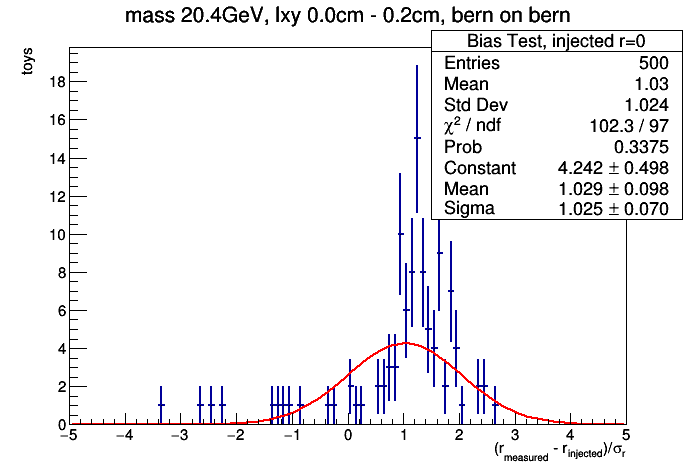 mass 20.4GeV, lxy 0.0cm - 0.2cm, bern on bern
toys
Bias Test, injected r=0
Entries 500
Mean 1.03
Std Dev 1.024
χ² / ndf 102.3 / 97
Prob 0.3375
Constant 4.242 ± 0.498
Mean 1.029 ± 0.098
Sigma 1.025 ± 0.070
18
16
14
12
10
8
6
4
2
0
−5 −4 −3 −2 −1 0 1 2 3 4 5
(r_measured - r_injected)/σ_r